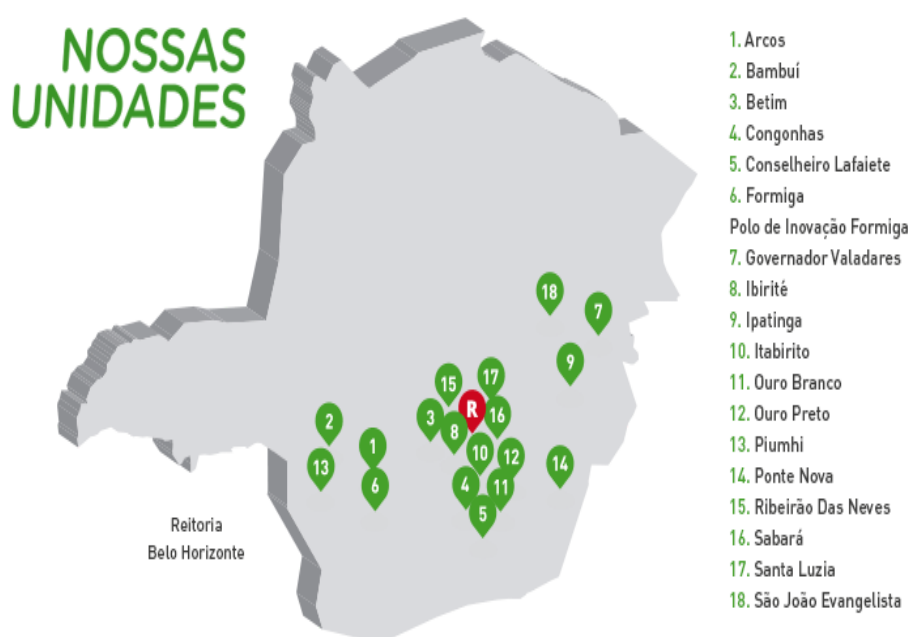 NOSSAS
UNIDADES
1. Arcos
2. Bambuí
3. Betim
4. Congonhas
5. Conselheiro Lafaiete
6. Formiga
Polo de Inovação Formiga
7. Governador Valadares
8. Ibirité
9. Ipatinga
10. Itabirito
11. Ouro Branco
12. Ouro Preto
13. Piumhi
14. Ponte Nova
15. Ribeirão Das Neves
16. Sabará
17. Santa Luzia
18. São João Evangelista
18
7
9
17
15
R
16
3
2
8
1
10
12
14
13
6
4
11
5
Reitoria
Belo Horizonte